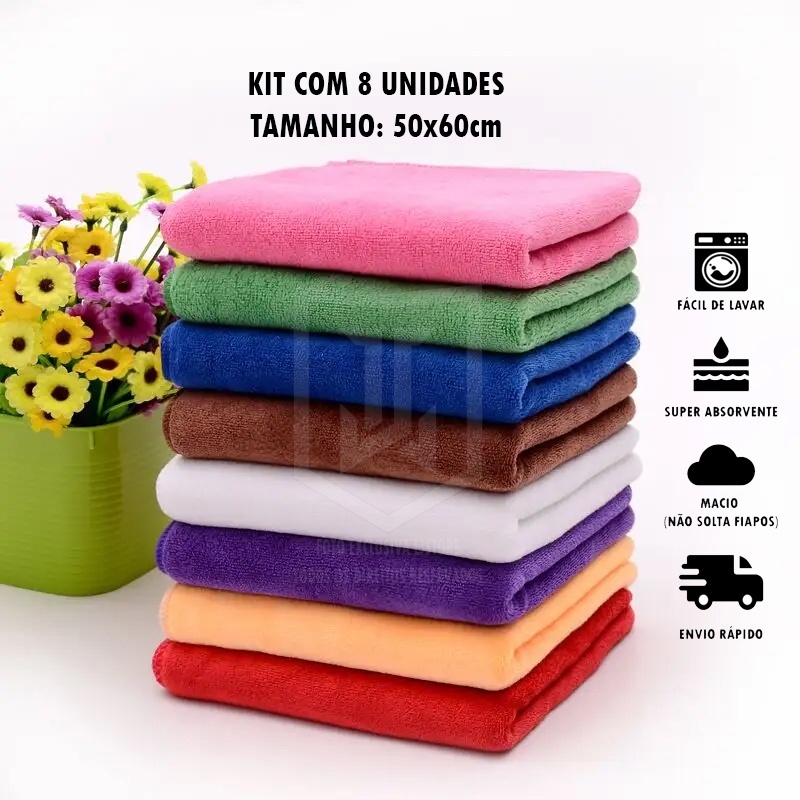 KIT COM 8 UNIDADES
TAMANHO: 50x60cm
FÁCIL DE LAVAR
SUPER ABSORVENTE
MACIO
(NÃO SOLTA FIAPOS)
ENVIO RÁPIDO